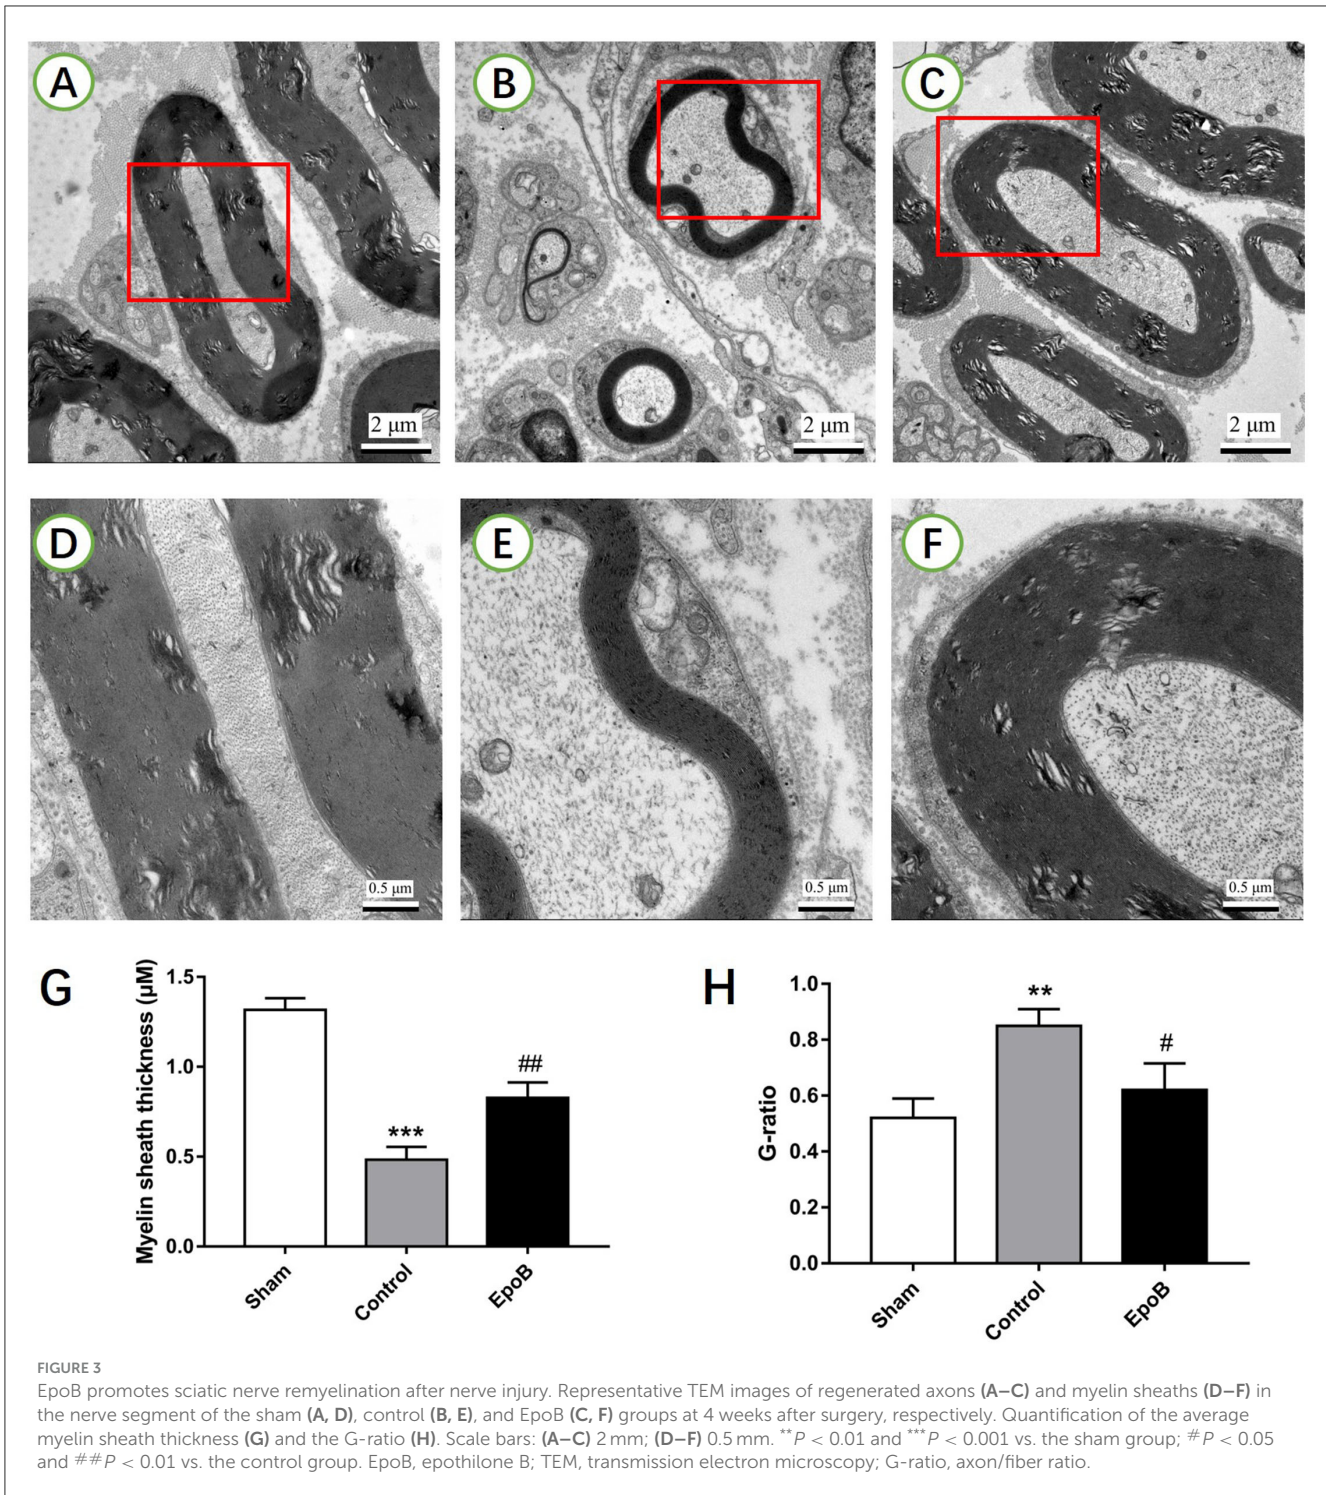 A
B
C
2 μm
2 μm
2 μm
D
E
F
0.5 μm
0.5 μm
0.5 μm
G
Myelin sheath thickness (μM)
1.5
1.0
0.5
0.0
***
##
Sham
Control
EpoB
H
G-ratio
1.0
0.8
0.6
0.4
0.2
0.0
**
#
Sham
Control
EpoB
FIGURE 3
EpoB promotes sciatic nerve remyelination after nerve injury. Representative TEM images of regenerated axons (A–C) and myelin sheaths (D–F) in
the nerve segment of the sham (A, D), control (B, E), and EpoB (C, F) groups at 4 weeks after surgery, respectively. Quantification of the average
myelin sheath thickness (G) and the G-ratio (H). Scale bars: (A–C) 2 mm; (D–F) 0.5 mm. **P < 0.01 and ***P < 0.001 vs. the sham group; #P < 0.05
and ##P < 0.01 vs. the control group. EpoB, epothilone B; TEM, transmission electron microscopy; G-ratio, axon/fiber ratio.